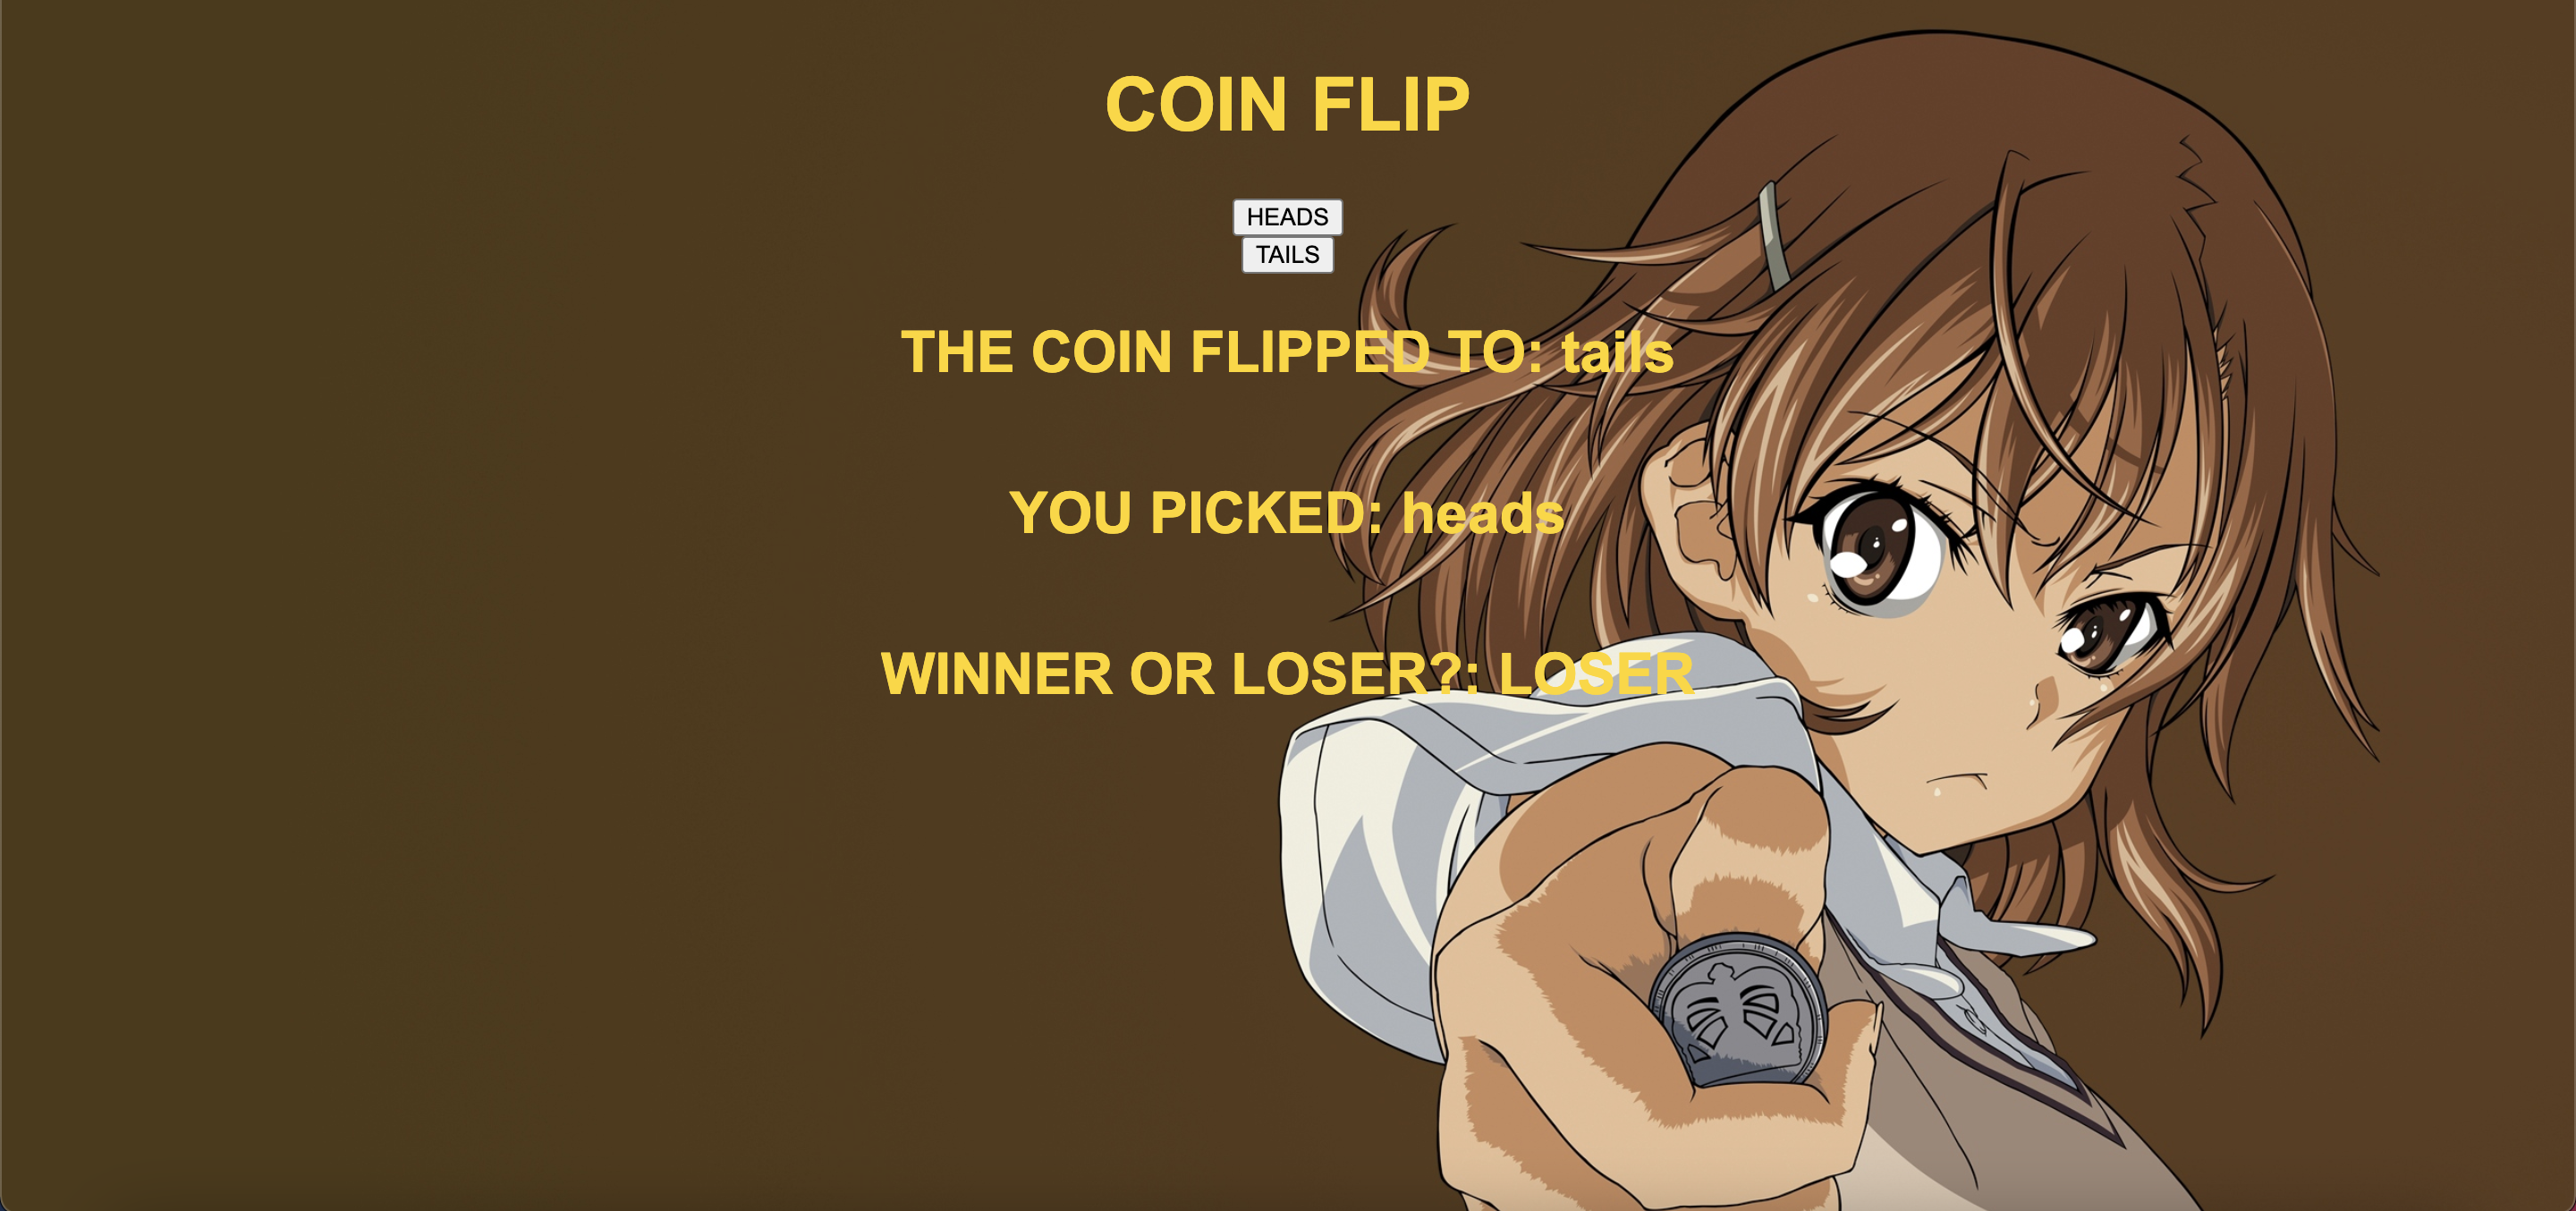 COIN FLIP
HEADS
TAILS
THE COIN FLIPPED TO: tails
YOU PICKED: heads
WINNER OR LOSER?: LOSER